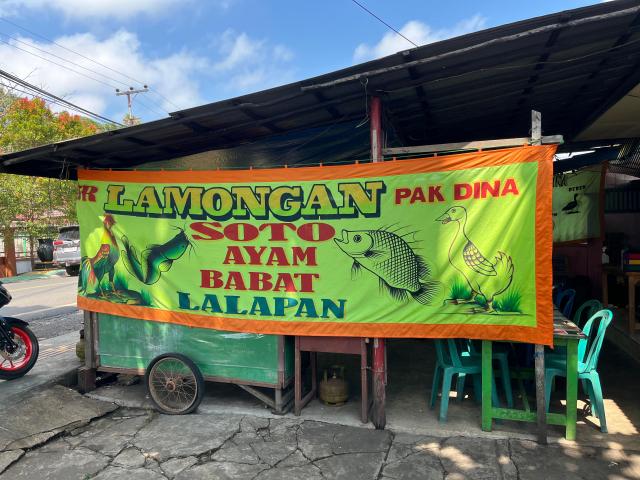 LAMONGAN PAK DINA
SOTO
AYAM
BABAT
LALAPAN